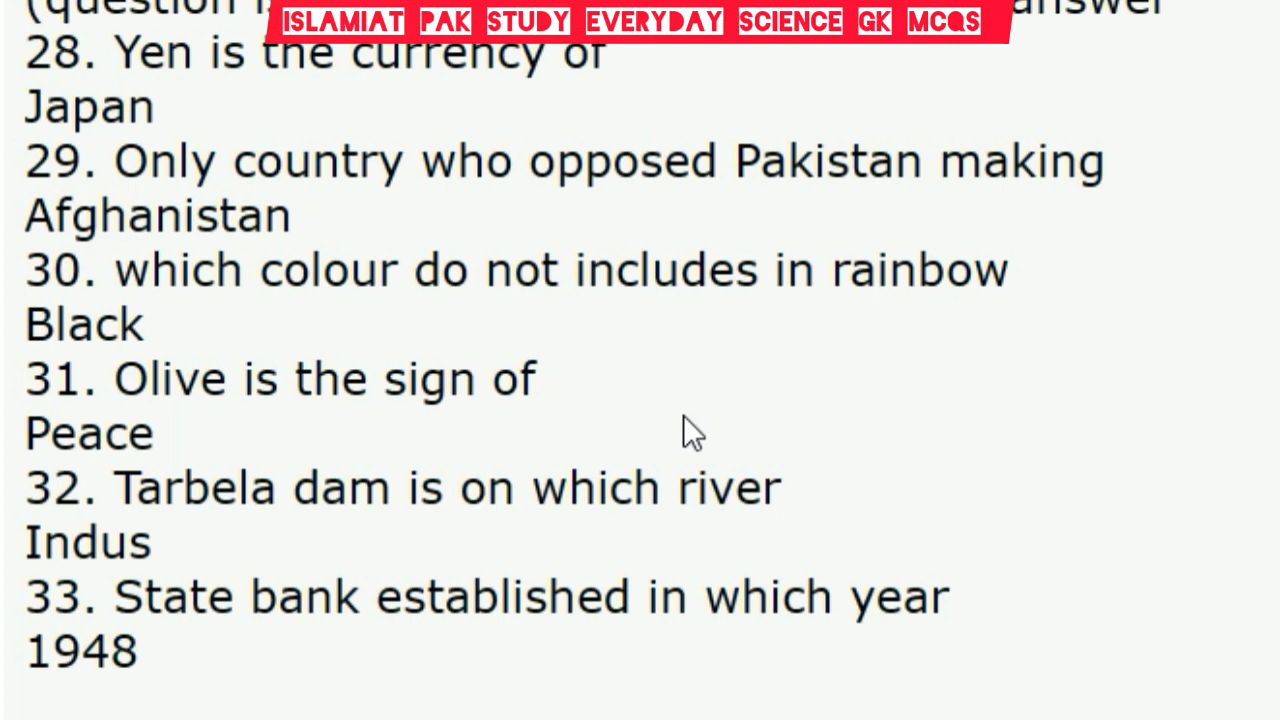 (question
answer
ISLAMIAT PAK STUDY EVERYDAY SCIENCE GK MCQS
28. Yen is the currency of
Japan
29. Only country who opposed Pakistan making
Afghanistan
30. which colour do not includes in rainbow
Black
31. Olive is the sign of
Peace
32. Tarbela dam is on which river
Indus
33. State bank established in which year
1948